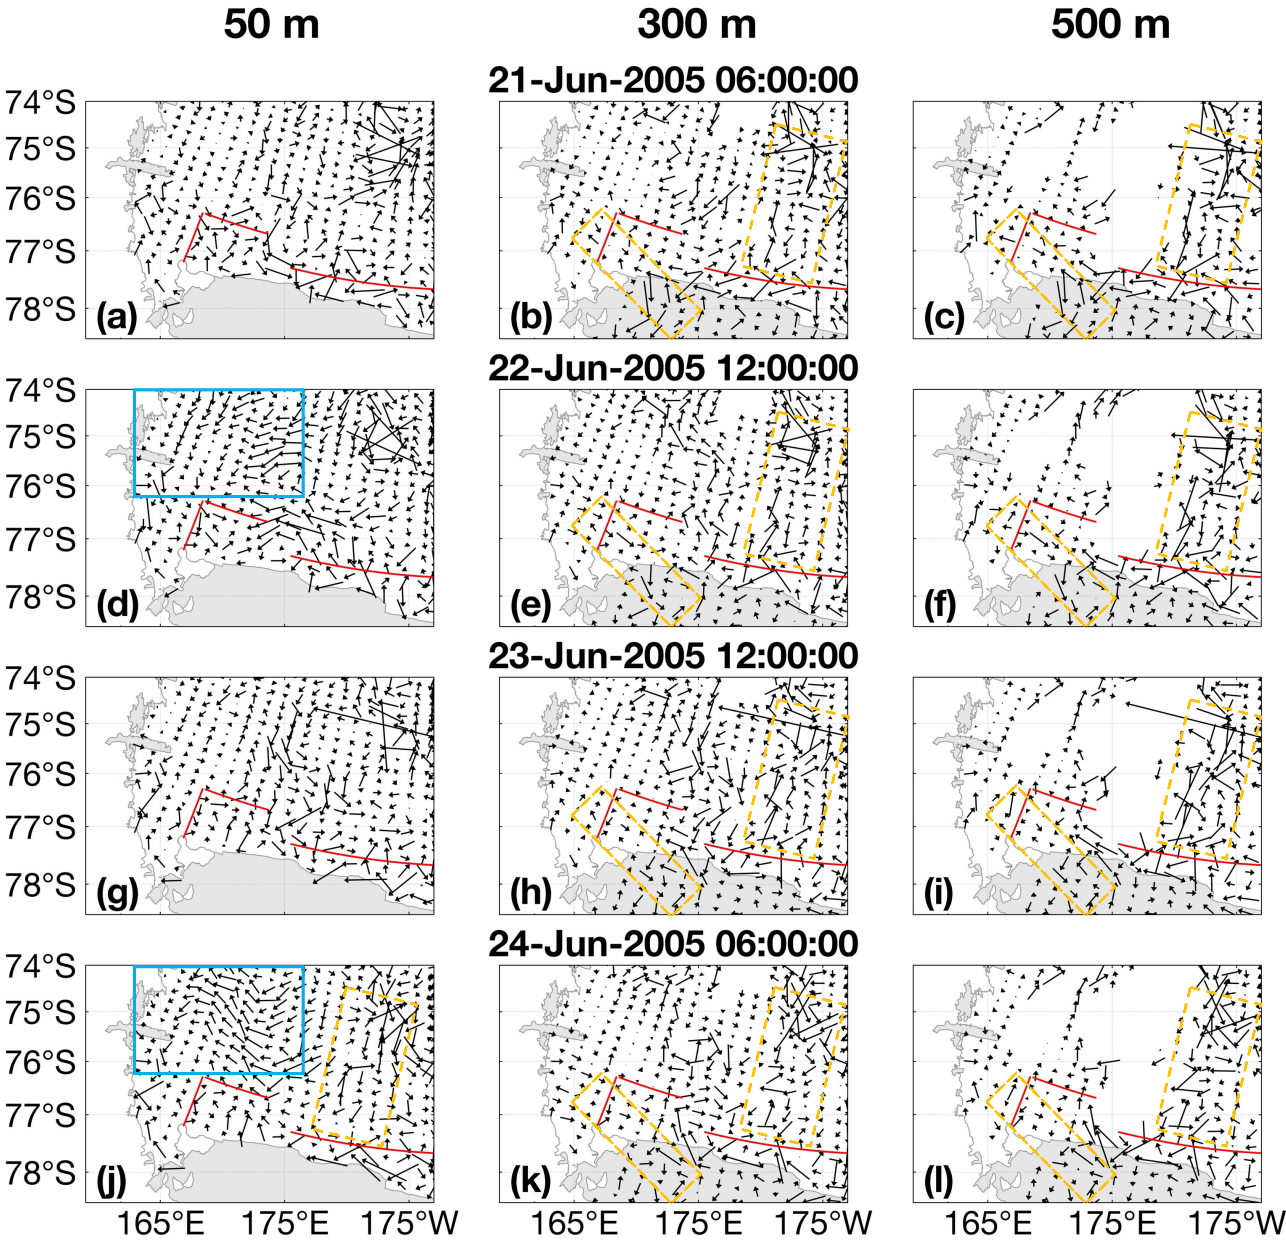 50 m 300 m 500 m
21-Jun-2005 06:00:00
74°S
75°S
76°S
77°S
78°S
(a) (b) (c)
22-Jun-2005 12:00:00
74°S
75°S
76°S
77°S
78°S
(d) (e) (f)
23-Jun-2005 12:00:00
74°S
75°S
76°S
77°S
78°S
(g) (h) (i)
24-Jun-2005 06:00:00
74°S
75°S
76°S
77°S
78°S
(j) (k) (l)
165°E 175°E 175°W 165°E 175°E 175°W 165°E 175°E 175°W